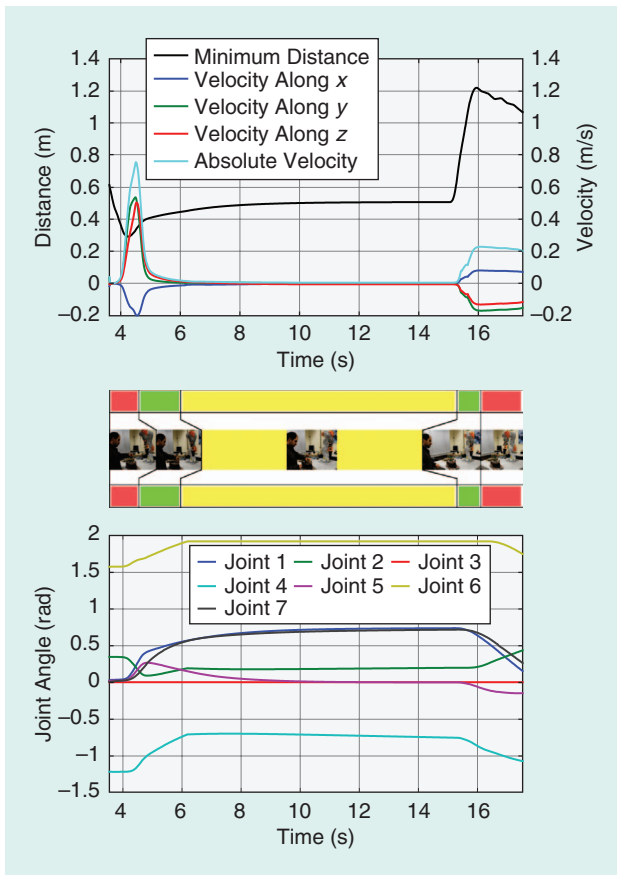 1.4
1.2
1.0
0.8
0.6
0.4
0.2
0
–0.2
Distance (m)
Minimum Distance
Velocity Along x
Velocity Along y
Velocity Along z
Absolute Velocity
1.4
1.2
1.0
0.8
0.6
0.4
0.2
0
–0.2
Velocity (m/s)
4 6 8 10 12 14 16
Time (s)
2
1.5
1
0.5
0
–0.5
–1
–1.5
Joint Angle (rad)
Joint 1 Joint 2 Joint 3
Joint 4 Joint 5 Joint 6
Joint 7
4 6 8 10 12 14 16
Time (s)